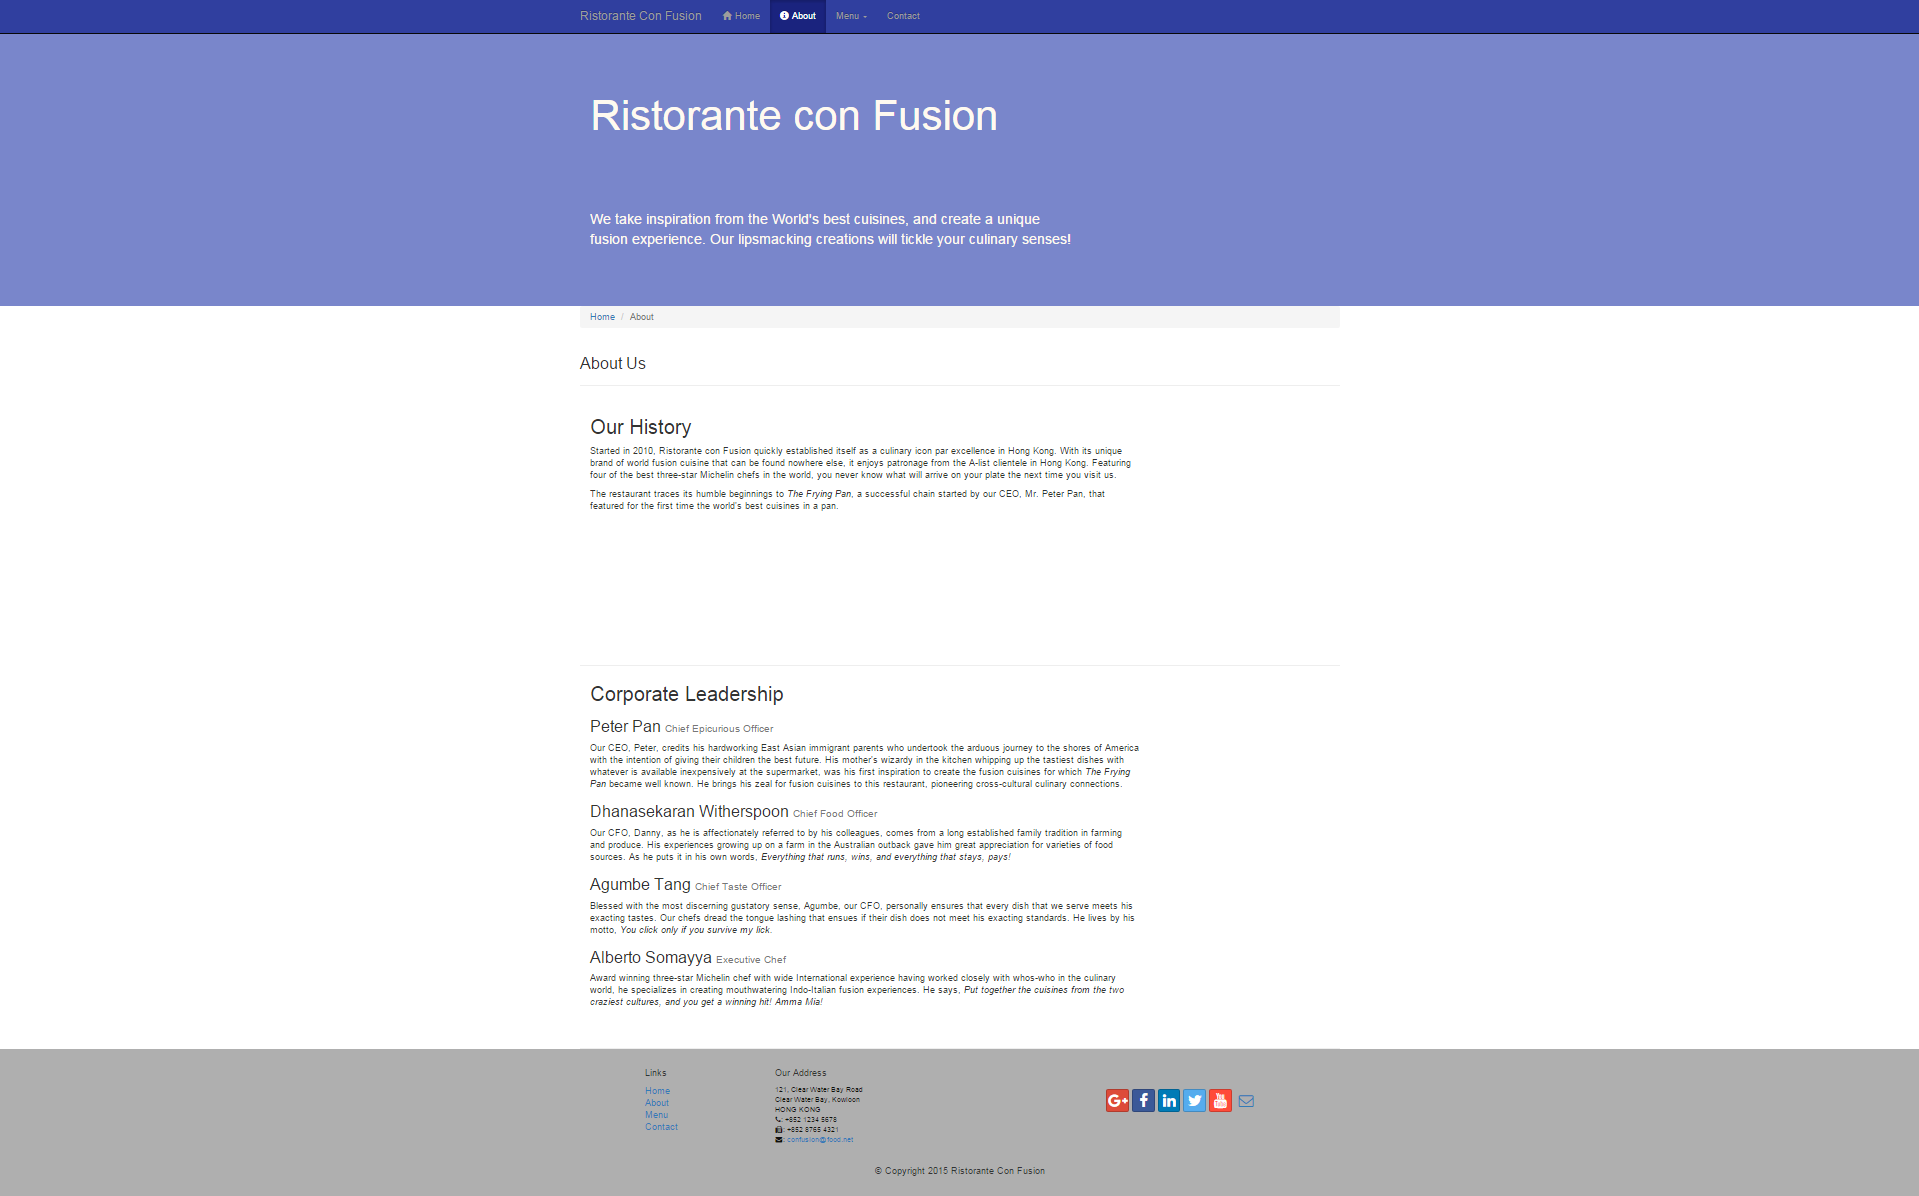 Ristorante Con Fusion Home About Menu Contact
Ristorante con Fusion
We take inspiration from the World's best cuisines, and create a unique
fusion experience. Our lipsmacking creations will tickle your culinary senses!
Home / About
About Us
Our History
Started in 2010, Ristorante con Fusion quickly established itself as a culinary icon par excellence in Hong Kong. With its unique
brand of world fusion cuisine that can be found nowhere else, it enjoys patronage from the A-list clientele in Hong Kong. Featuring
four of the best three-star Michelin chefs in the world, you never know what will arrive on your plate the next time you visit us.
The restaurant traces its humble beginnings to The Frying Pan, a successful chain started by our CEO, Mr. Peter Pan, that
featured for the first time the world's best cuisines in a pan.
Corporate Leadership
Peter Pan Chief Epicurious Officer
Our CEO, Peter, credits his hardworking East Asian immigrant parents who undertook the arduous journey to the shores of America
with the intention of giving their children the best future. His mother's wizardy in the kitchen whipping up the tastiest dishes with
whatever is available inexpensively at the supermarket, was his first inspiration to create the fusion cuisines for which The Frying
Pan became well known. He brings his zeal for fusion cuisines to this restaurant, pioneering cross-cultural culinary connections.
Dhanasekaran Witherspoon Chief Food Officer
Our CFO, Danny, as he is affectionately referred to by his colleagues, comes from a long established family tradition in farming
and produce. His experiences growing up on a farm in the Australian outback gave him great appreciation for varieties of food
sources. As he puts it in his own words, Everything that runs, wins, and everything that stays, pays!
Agumbe Tang Chief Taste Officer
Blessed with the most discerning gustatory sense, Agumbe, our CFO, personally ensures that every dish that we serve meets his
exacting tastes. Our chefs dread the tongue lashing that ensues if their dish does not meet his exacting standards. He lives by his
motto, You click only if you survive my lick.
Alberto Somayya Executive Chef
Award winning three-star Michelin chef with wide International experience having worked closely with whos-who in the culinary
world, he specializes in creating mouthwatering Indo-Italian fusion experiences. He says, Put together the cuisines from the two
craziest cultures, and you get a winning hit! Amma Mia!
Links
Home
About
Menu
Contact
Our Address
121, Clear Water Bay Road
Clear Water Bay, Kowloon
HONG KONG
: +852 1234 5678
: +852 8765 4321
: confusion@food.net
G+ f in You Tube
© Copyright 2015 Ristorante Con Fusion